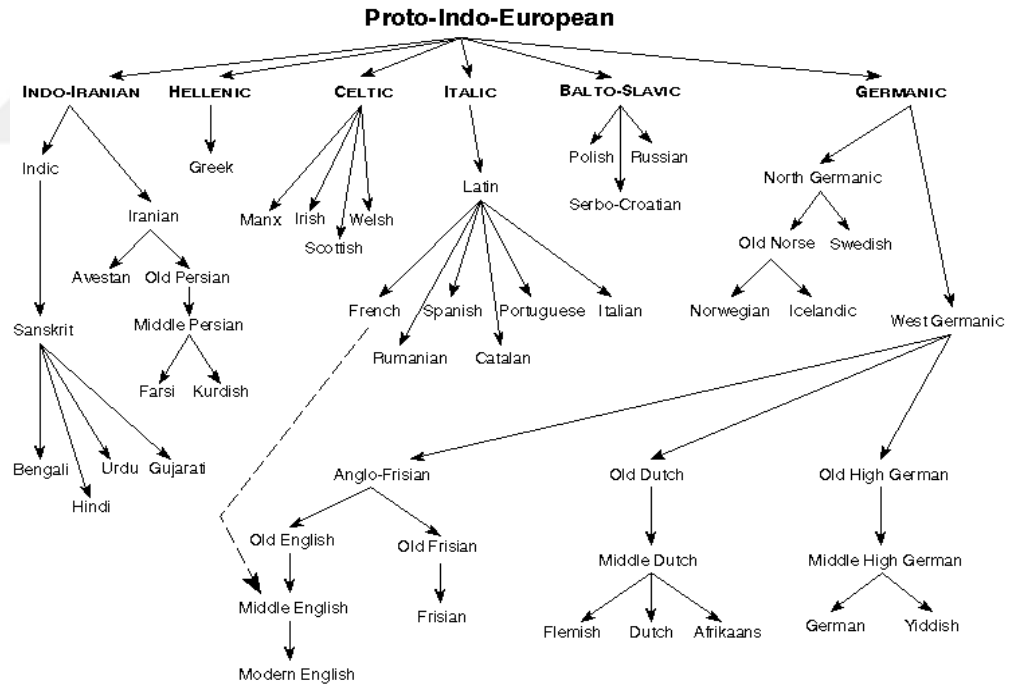 Proto-Indo-European
INDO-IRANIAN HELLENIC CELTIC ITALIC BALTO-SLAVIC GERMANIC
Indic Greek Polish Russian
North Germanic
Latin
Iranian Manx Irish Welsh Serbo-Croatian
Scottish Old Norse Swedish
Avestan Old Persian
French Spanish Portuguese Italian Norwegian Icelandic
Sanskrit Middle Persian West Germanic
Rumanian Catalan
Farsi Kurdish
Bengali Urdu Gujarati Anglo-Frisian Old Dutch Old High German
Hindi
Old English Old Frisian
Middle Dutch Middle High German
Middle English Frisian
Flemish Dutch Afrikaans German Yiddish
Modern English